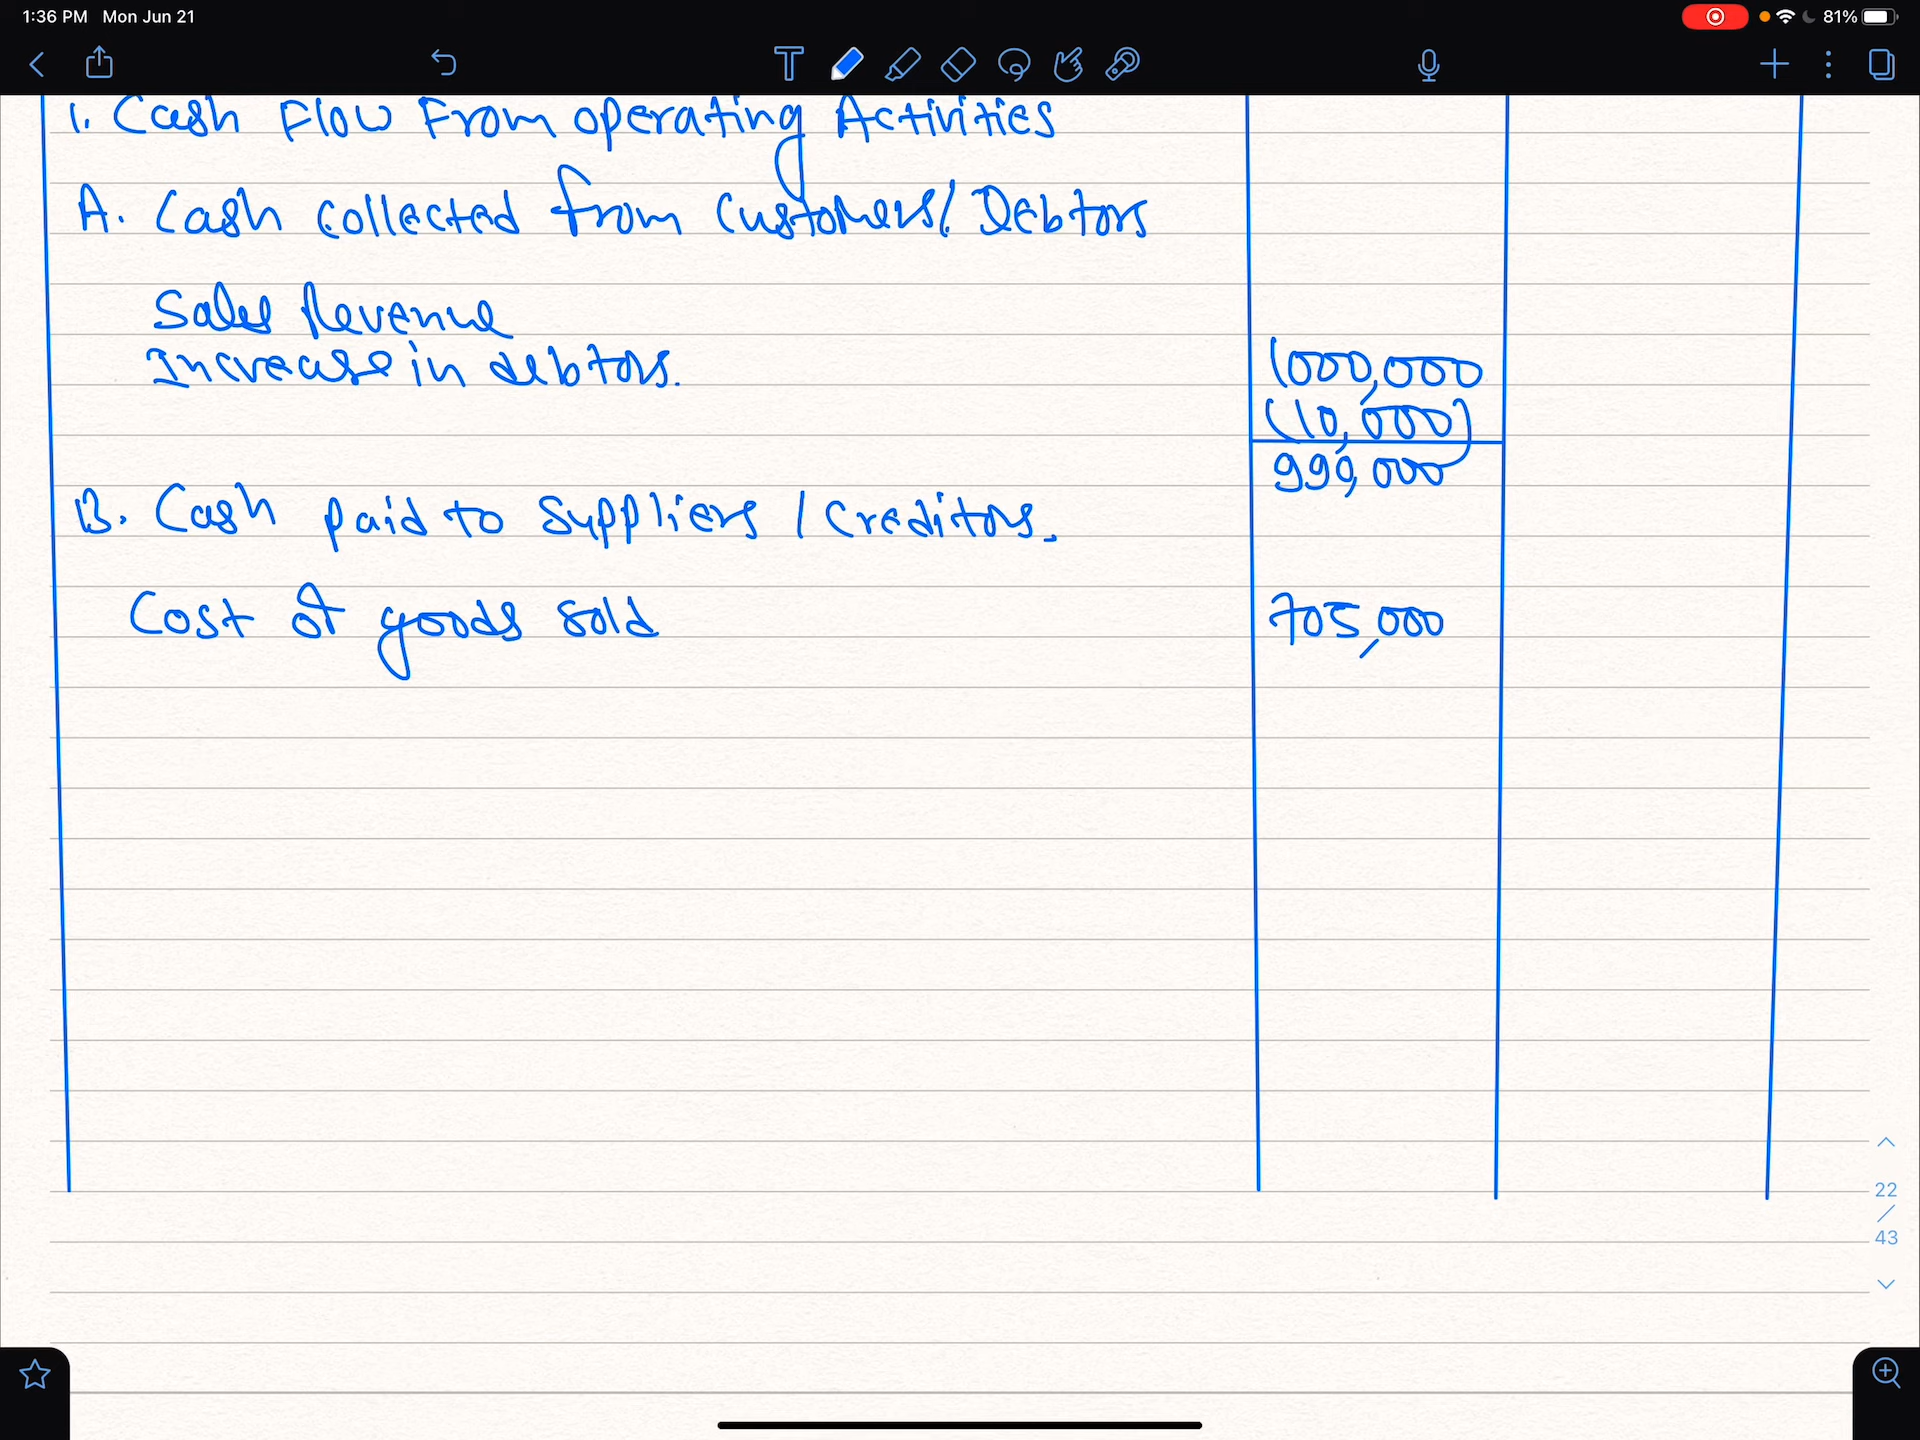 1:36 PM Mon Jun 21
81%
1. Cash Flow From operating Activities
A. Cash collected from Customers/Debtors
Sales Revenue
Increase in debtors.
1000,000
(10,000)
990,000
B. Cash paid to Suppliers / Creditors.
Cost of goods sold 705,000
22
/
43